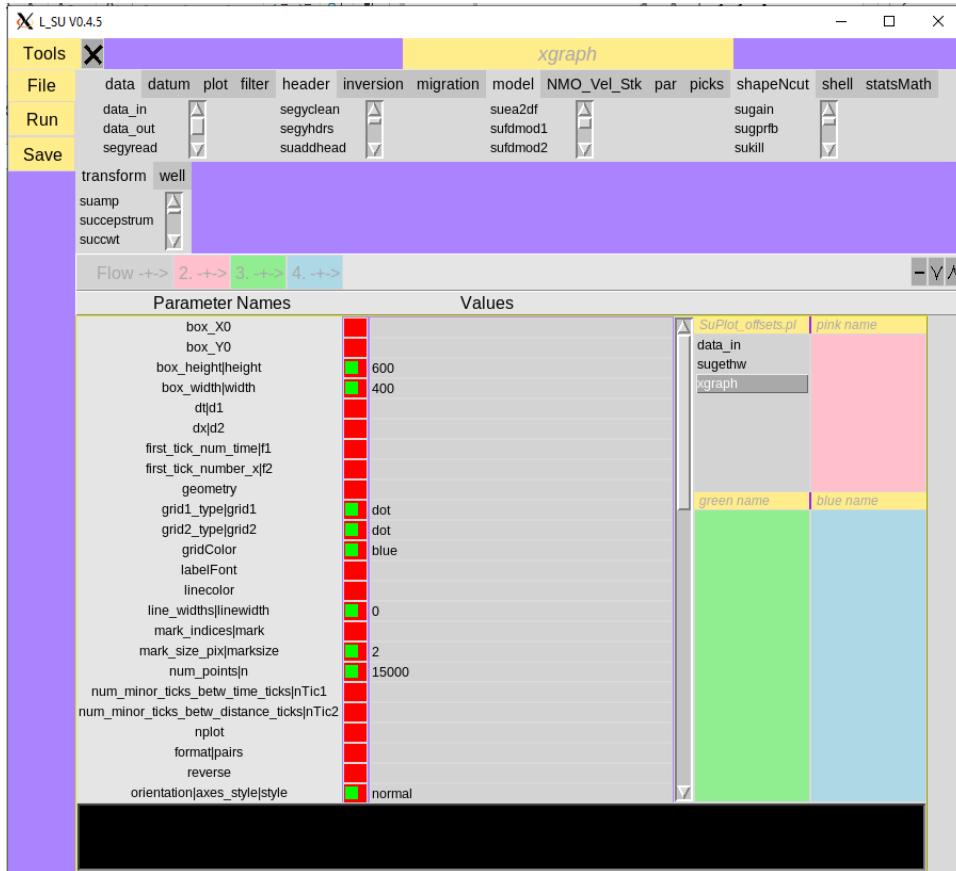 L_SU V0.4.5
Tools xgraph
File
Run
Save
data datum plot filter header inversion migration model NMO_Vel_Stk par picks shapeNcut shell statsMath
data_in segyclean suea2df sugain
data_out segyhdrs sufdmod1 sugprfb
segyread suaddhead sufdmod2 sukill
transform well
suamp
succepstrum
succwt
Flow -+-> 2. -+-> 3. -+-> 4. -+->
Parameter Names Values
box_X0
box_Y0
box_height|height 600
box_width|width 400
dt|d1
dx|d2
first_tick_num_time|f1
first_tick_number_x|f2
geometry
grid1_type|grid1 dot
grid2_type|grid2 dot
gridColor blue
labelFont
linecolor
line_widths|linewidth 0
mark_indices|mark
mark_size_pix|marksize 2
num_points|n 15000
num_minor_ticks_betw_time_ticks|nTic1
num_minor_ticks_betw_distance_ticks|nTic2
nplot
format|pairs
reverse
orientation|axes_style|style normal
SuPlot_offsets.pl pink name
data_in
sugethw
xgraph
green name blue name